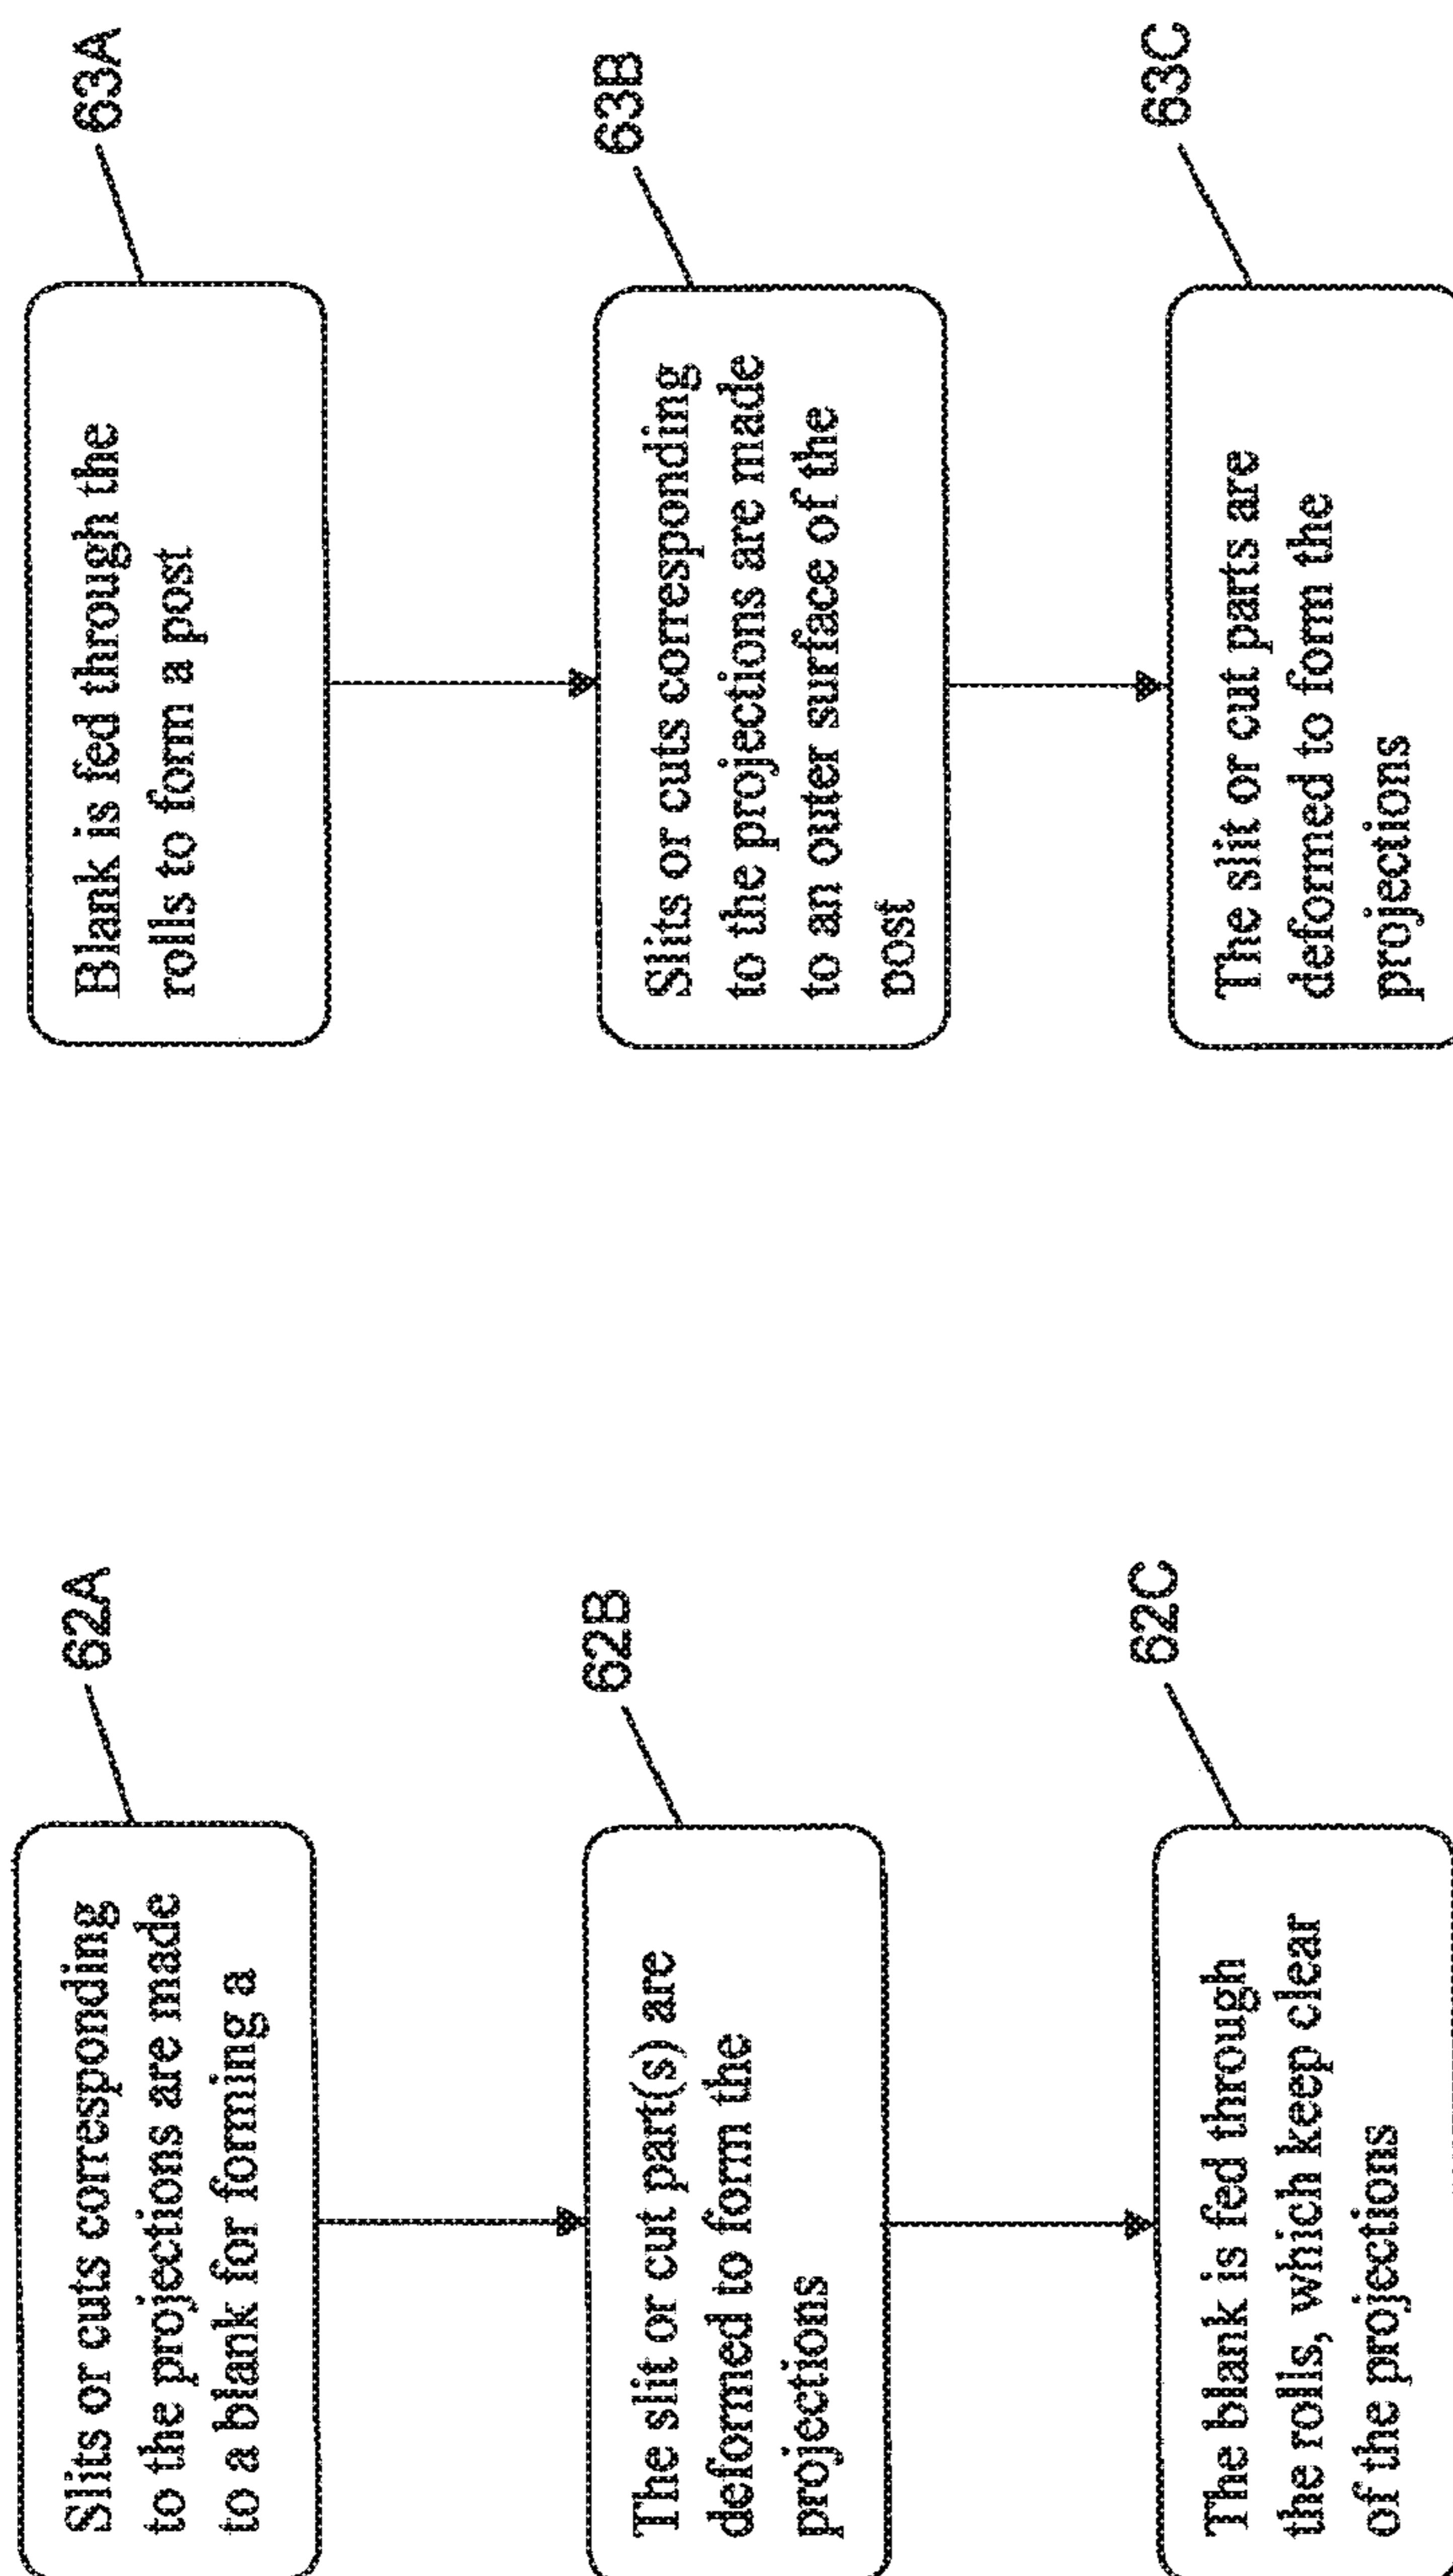 62A
Slits or cuts corresponding
to the projections are made
to a blank for forming a
62B
The slit or cut part(s) are
deformed to form the
projections
62C
The blank is fed through
the rolls, which keep clear
of the projections
63A
Blank is fed through the
rolls to form a post
63B
Slits or cuts corresponding
to the projections are made
to an outer surface of the
post
63C
The slit or cut parts are
deformed to form the
projections